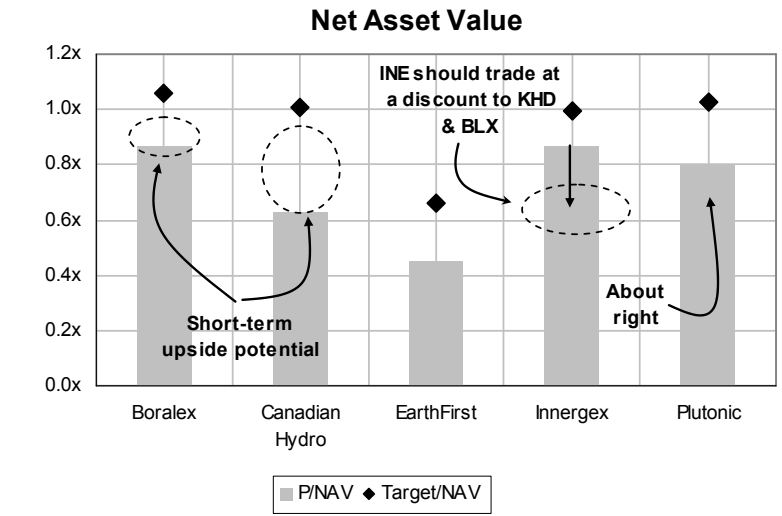 Net Asset Value
1.2x
1.0x
0.8x
0.6x
0.4x
0.2x
0.0x
INE should trade at
a discount to KHD
& BLX
Short-term
upside potential
About
right
Boralex
Canadian
Hydro
EarthFirst
Innergex
Plutonic
P/NAV
Target/NAV